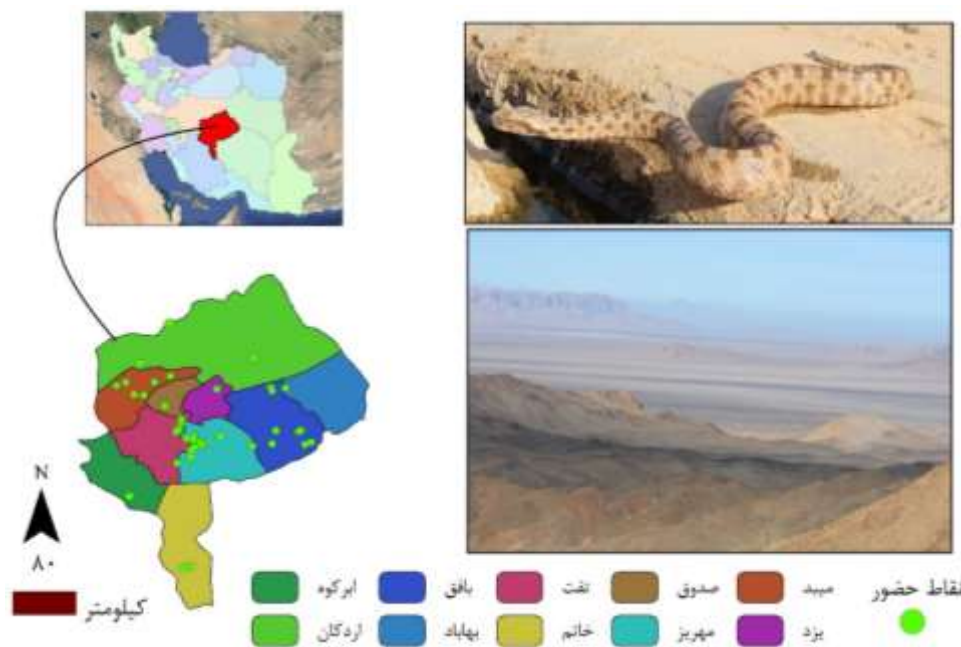 N
۸۰
کیلومتر
ابرکوه
بافق
تفت
صدوق
میبد
نقاط حضور
اردکان
بهاباد
خاتم
مهریز
یزد